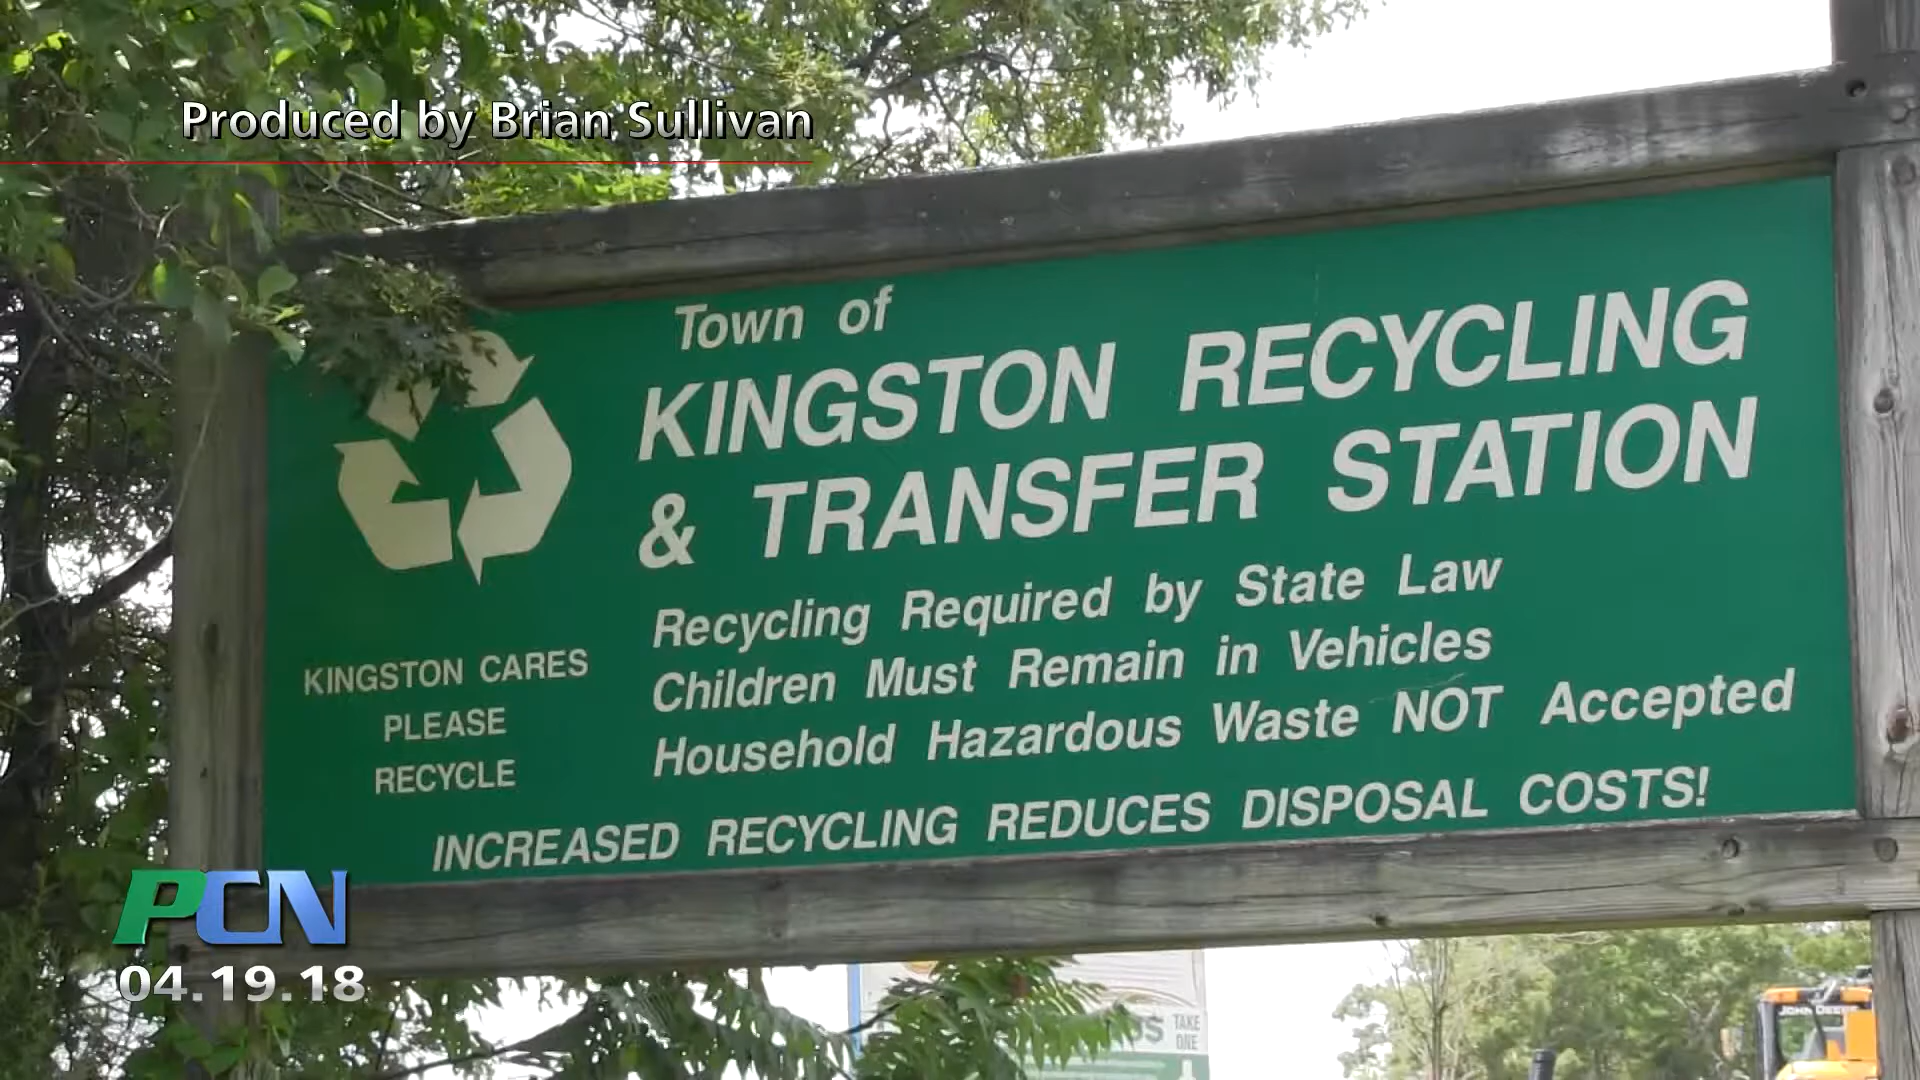 Produced by Brian Sullivan
Town of
KINGSTON RECYCLING
& TRANSFER STATION
Recycling Required by State Law
Children Must Remain in Vehicles
Household Hazardous Waste NOT Accepted
KINGSTON CARES
PLEASE
RECYCLE
INCREASED RECYCLING REDUCES DISPOSAL COSTS!
PCN
04.19.18
TAKE
ONE
JOHN DEERE